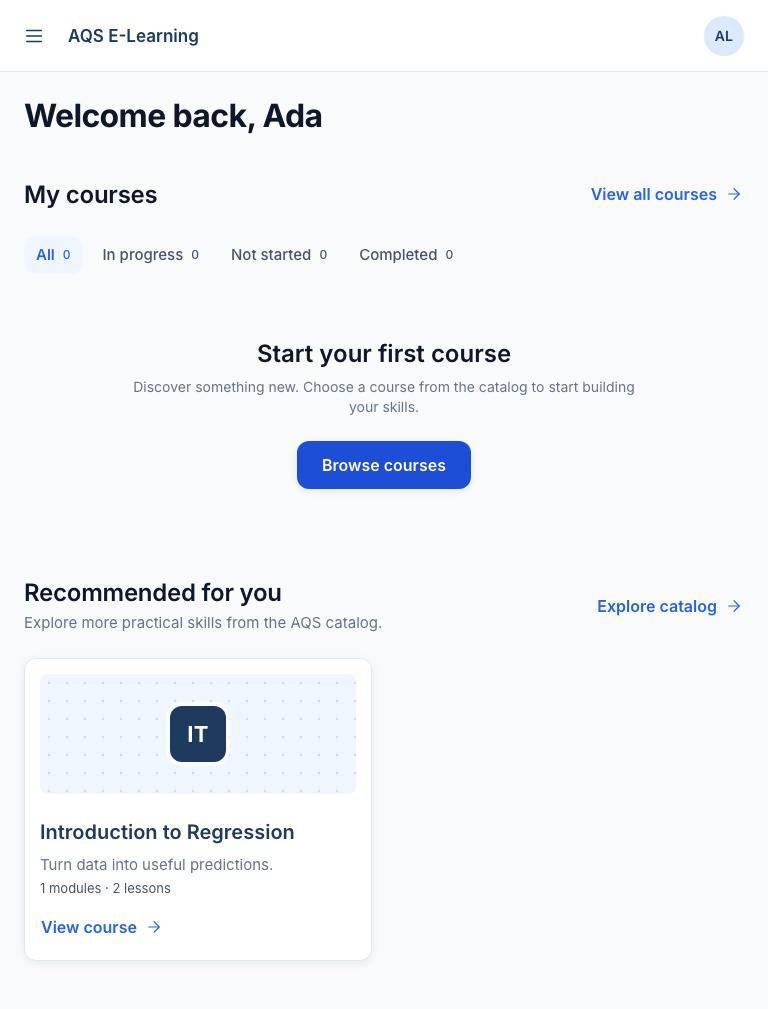 AQS E-Learning
AL
Welcome back, Ada
My courses
View all courses
All 0
In progress 0
Not started 0
Completed 0
Start your first course
Discover something new. Choose a course from the catalog to start building
your skills.
Browse courses
Recommended for you
Explore more practical skills from the AQS catalog.
Explore catalog
IT
Introduction to Regression
Turn data into useful predictions.
1 modules · 2 lessons
View course